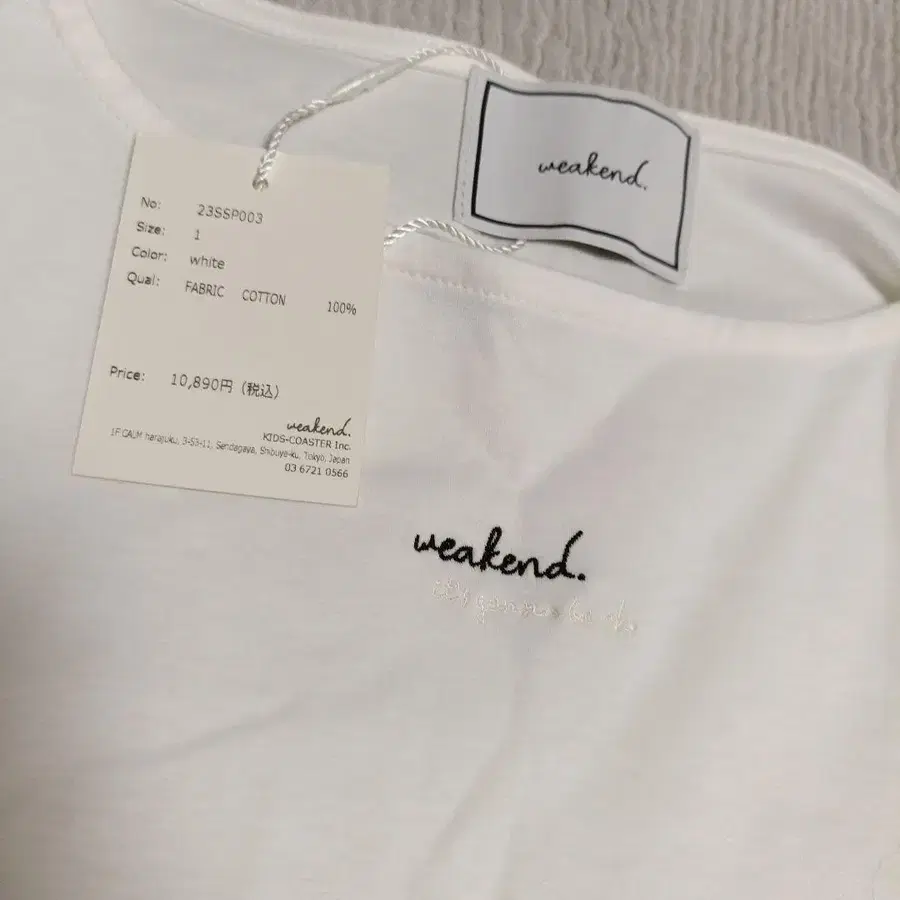 weakend.
No: 23SSP003
Size: 1
Color: white
Qual: FABRIC COTTON 100%
Price: 10,890円 (税込)
weakend.
KIDS-COASTER Inc.
1F CAUM harajuku, 3-53-11, Sendagaya, Shibuya-ku, Tokyo, Japan
03 6721 0566
weakend.